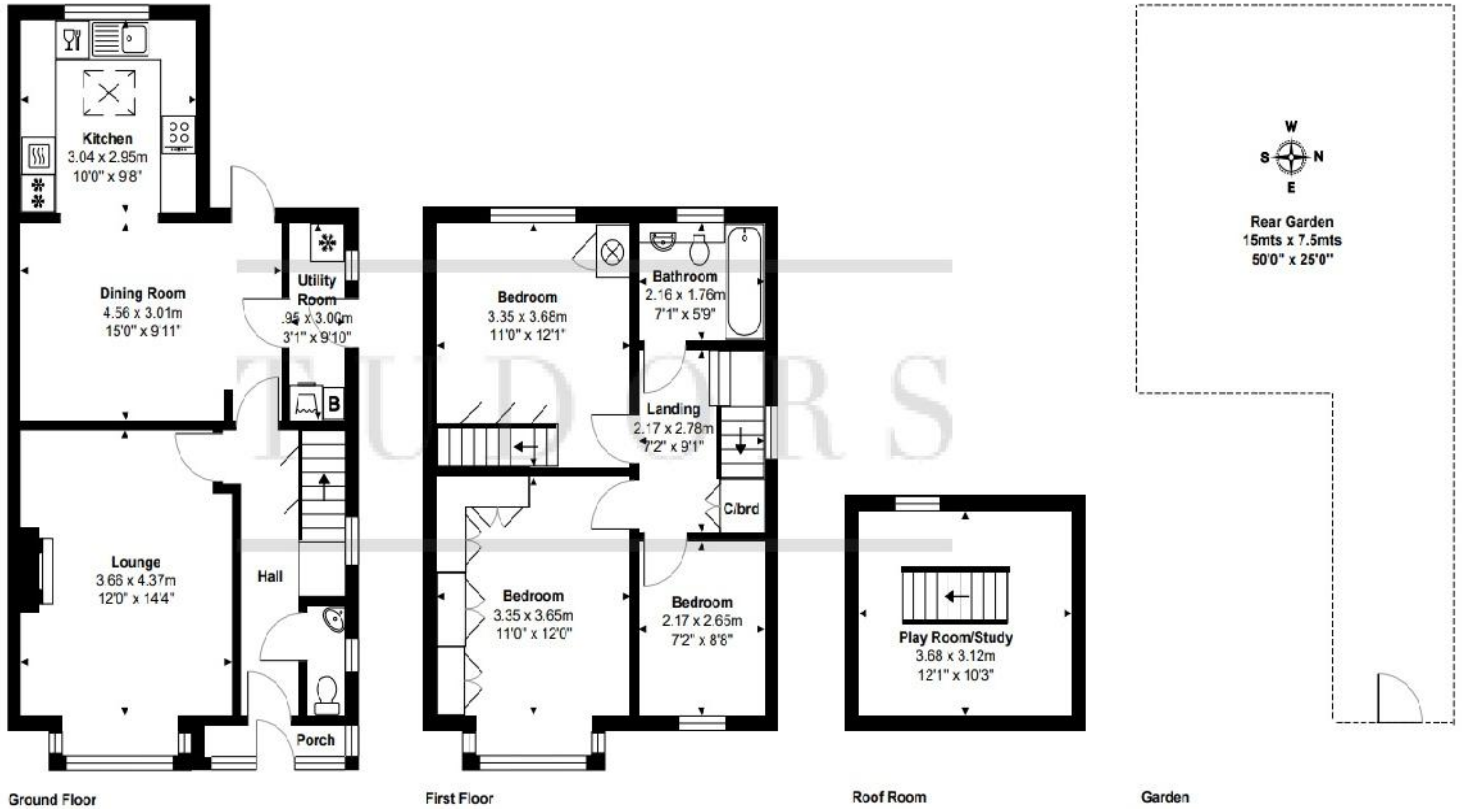 Kitchen
3.04 x 2.95m
10'0" x 9'8"
Dining Room
4.56 x 3.01m
15'0" x 9'11"
Utility
Room
.95 x 3.00m
3'1" x 9'10"
B
Lounge
3.66 x 4.37m
12'0" x 14'4"
Hall
Porch
Ground Floor
Bedroom
3.35 x 3.68m
11'0" x 12'1"
Bathroom
2.16 x 1.76m
7'1" x 5'9"
Landing
2.17 x 2.78m
7'2" x 9'1"
C/brd
Bedroom
3.35 x 3.65m
11'0" x 12'0"
Bedroom
2.17 x 2.65m
7'2" x 8'8"
First Floor
TUDORS
Play Room/Study
3.68 x 3.12m
12'1" x 10'3"
Roof Room
W
S N
E
Rear Garden
15mts x 7.5mts
50'0" x 25'0"
Garden